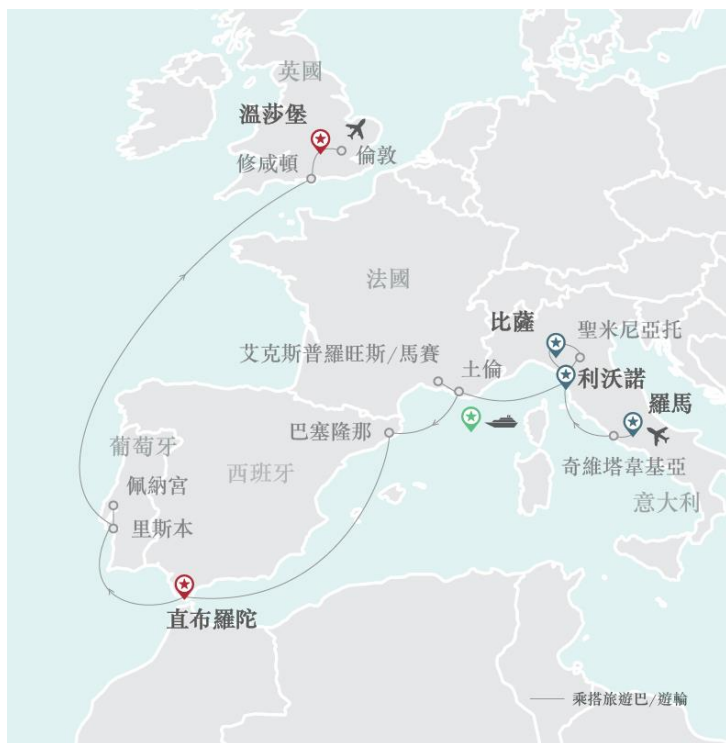 英國
溫莎堡
倫敦
修咸頓
法國
比薩
聖米尼亞托
艾克斯普羅旺斯/馬賽
土倫
利沃諾
羅馬
巴塞隆那
葡萄牙
西班牙
奇維塔韋基亞
佩納宮
意大利
里斯本
直布羅陀
乘搭旅遊巴/遊輪